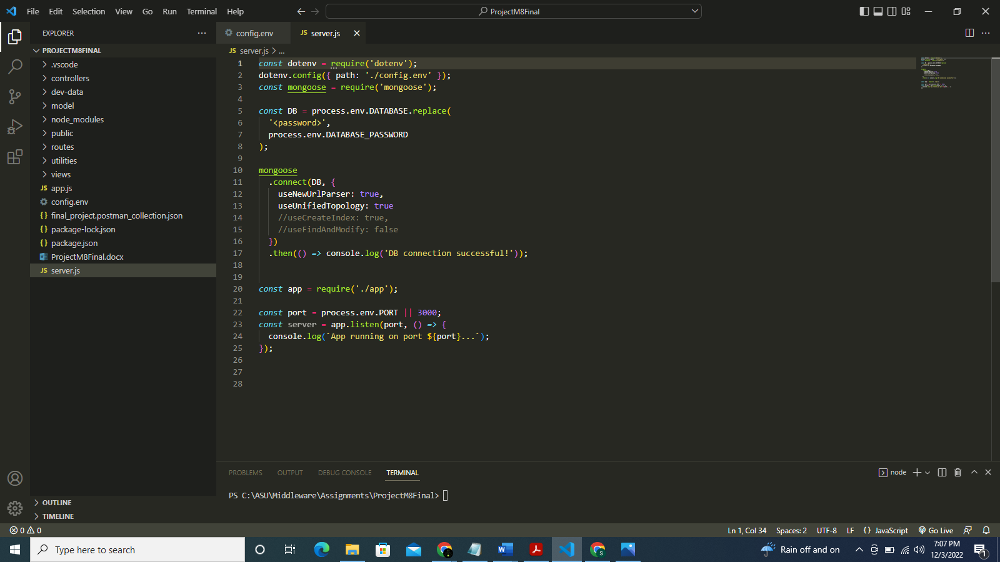 File Edit Selection View Go Run Terminal Help
ProjectM8Final
EXPLORER
config.env
JS server.js
PROJECTM8FINAL
JS server.js > ...
.vscode
controllers
dev-data
model
node_modules
public
routes
utilities
views
JS app.js
config.env
{} final_project.postman_collection.json
{} package-lock.json
{} package.json
ProjectM8Final.docx
JS server.js
OUTLINE
TIMELINE
1 const dotenv = require('dotenv');
2 dotenv.config({ path: './config.env' });
3 const mongoose = require('mongoose');
4
5 const DB = process.env.DATABASE.replace(
6 '<password>',
7 process.env.DATABASE_PASSWORD
8 );
9
10 mongoose
11 .connect(DB, {
12 useNewUrlParser: true,
13 useUnifiedTopology: true
14 //useCreateIndex: true,
15 //useFindAndModify: false
16 })
17 .then(() => console.log('DB connection successful!'));
18
19
20 const app = require('./app');
21
22 const port = process.env.PORT || 3000;
23 const server = app.listen(port, () => {
24 console.log(`App running on port ${port}...`);
25 });
26
27
28
PROBLEMS OUTPUT DEBUG CONSOLE TERMINAL
node
PS C:\ASU\Middleware\Assignments\ProjectM8Final>
0 0
Ln 1, Col 34 Spaces: 2 UTF-8 LF {} JavaScript Go Live
Type here to search
Rain off and on
7:07 PM
12/3/2022
1